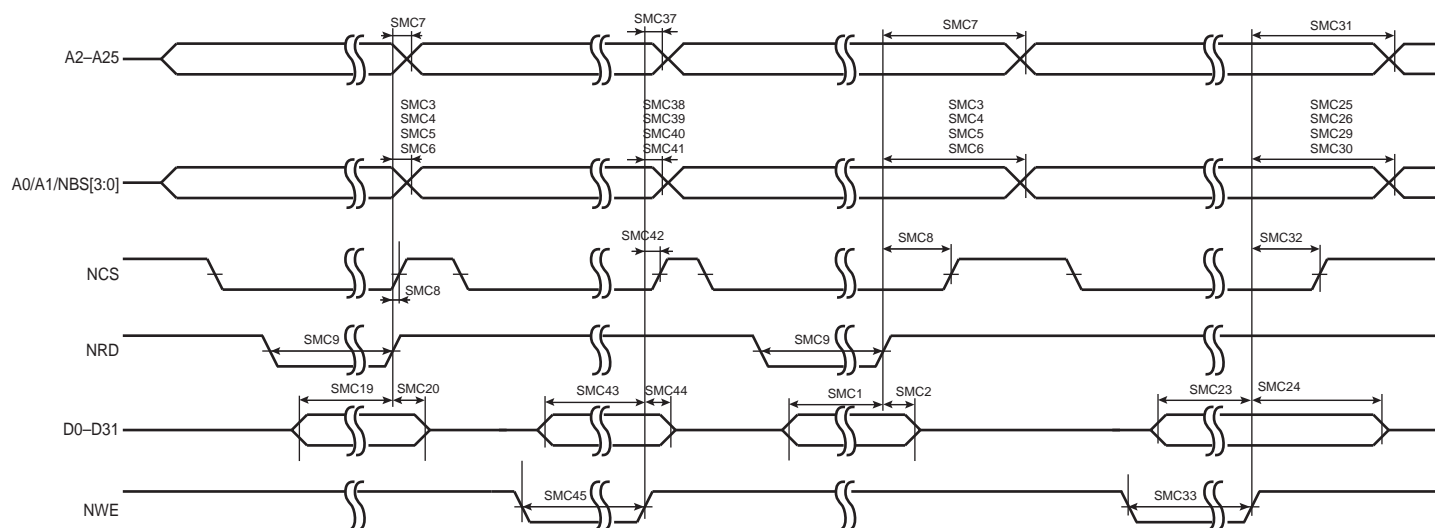 SMC7
SMC37
SMC7
SMC31
A2–A25
SMC3
SMC4
SMC5
SMC6
SMC38
SMC39
SMC40
SMC41
SMC3
SMC4
SMC5
SMC6
SMC25
SMC26
SMC29
SMC30
A0/A1/NBS[3:0]
SMC42
SMC8
SMC32
NCS
SMC8
SMC9
SMC9
NRD
SMC19
SMC20
SMC43
SMC44
SMC1
SMC2
SMC23
SMC24
D0–D31
SMC45
SMC33
NWE